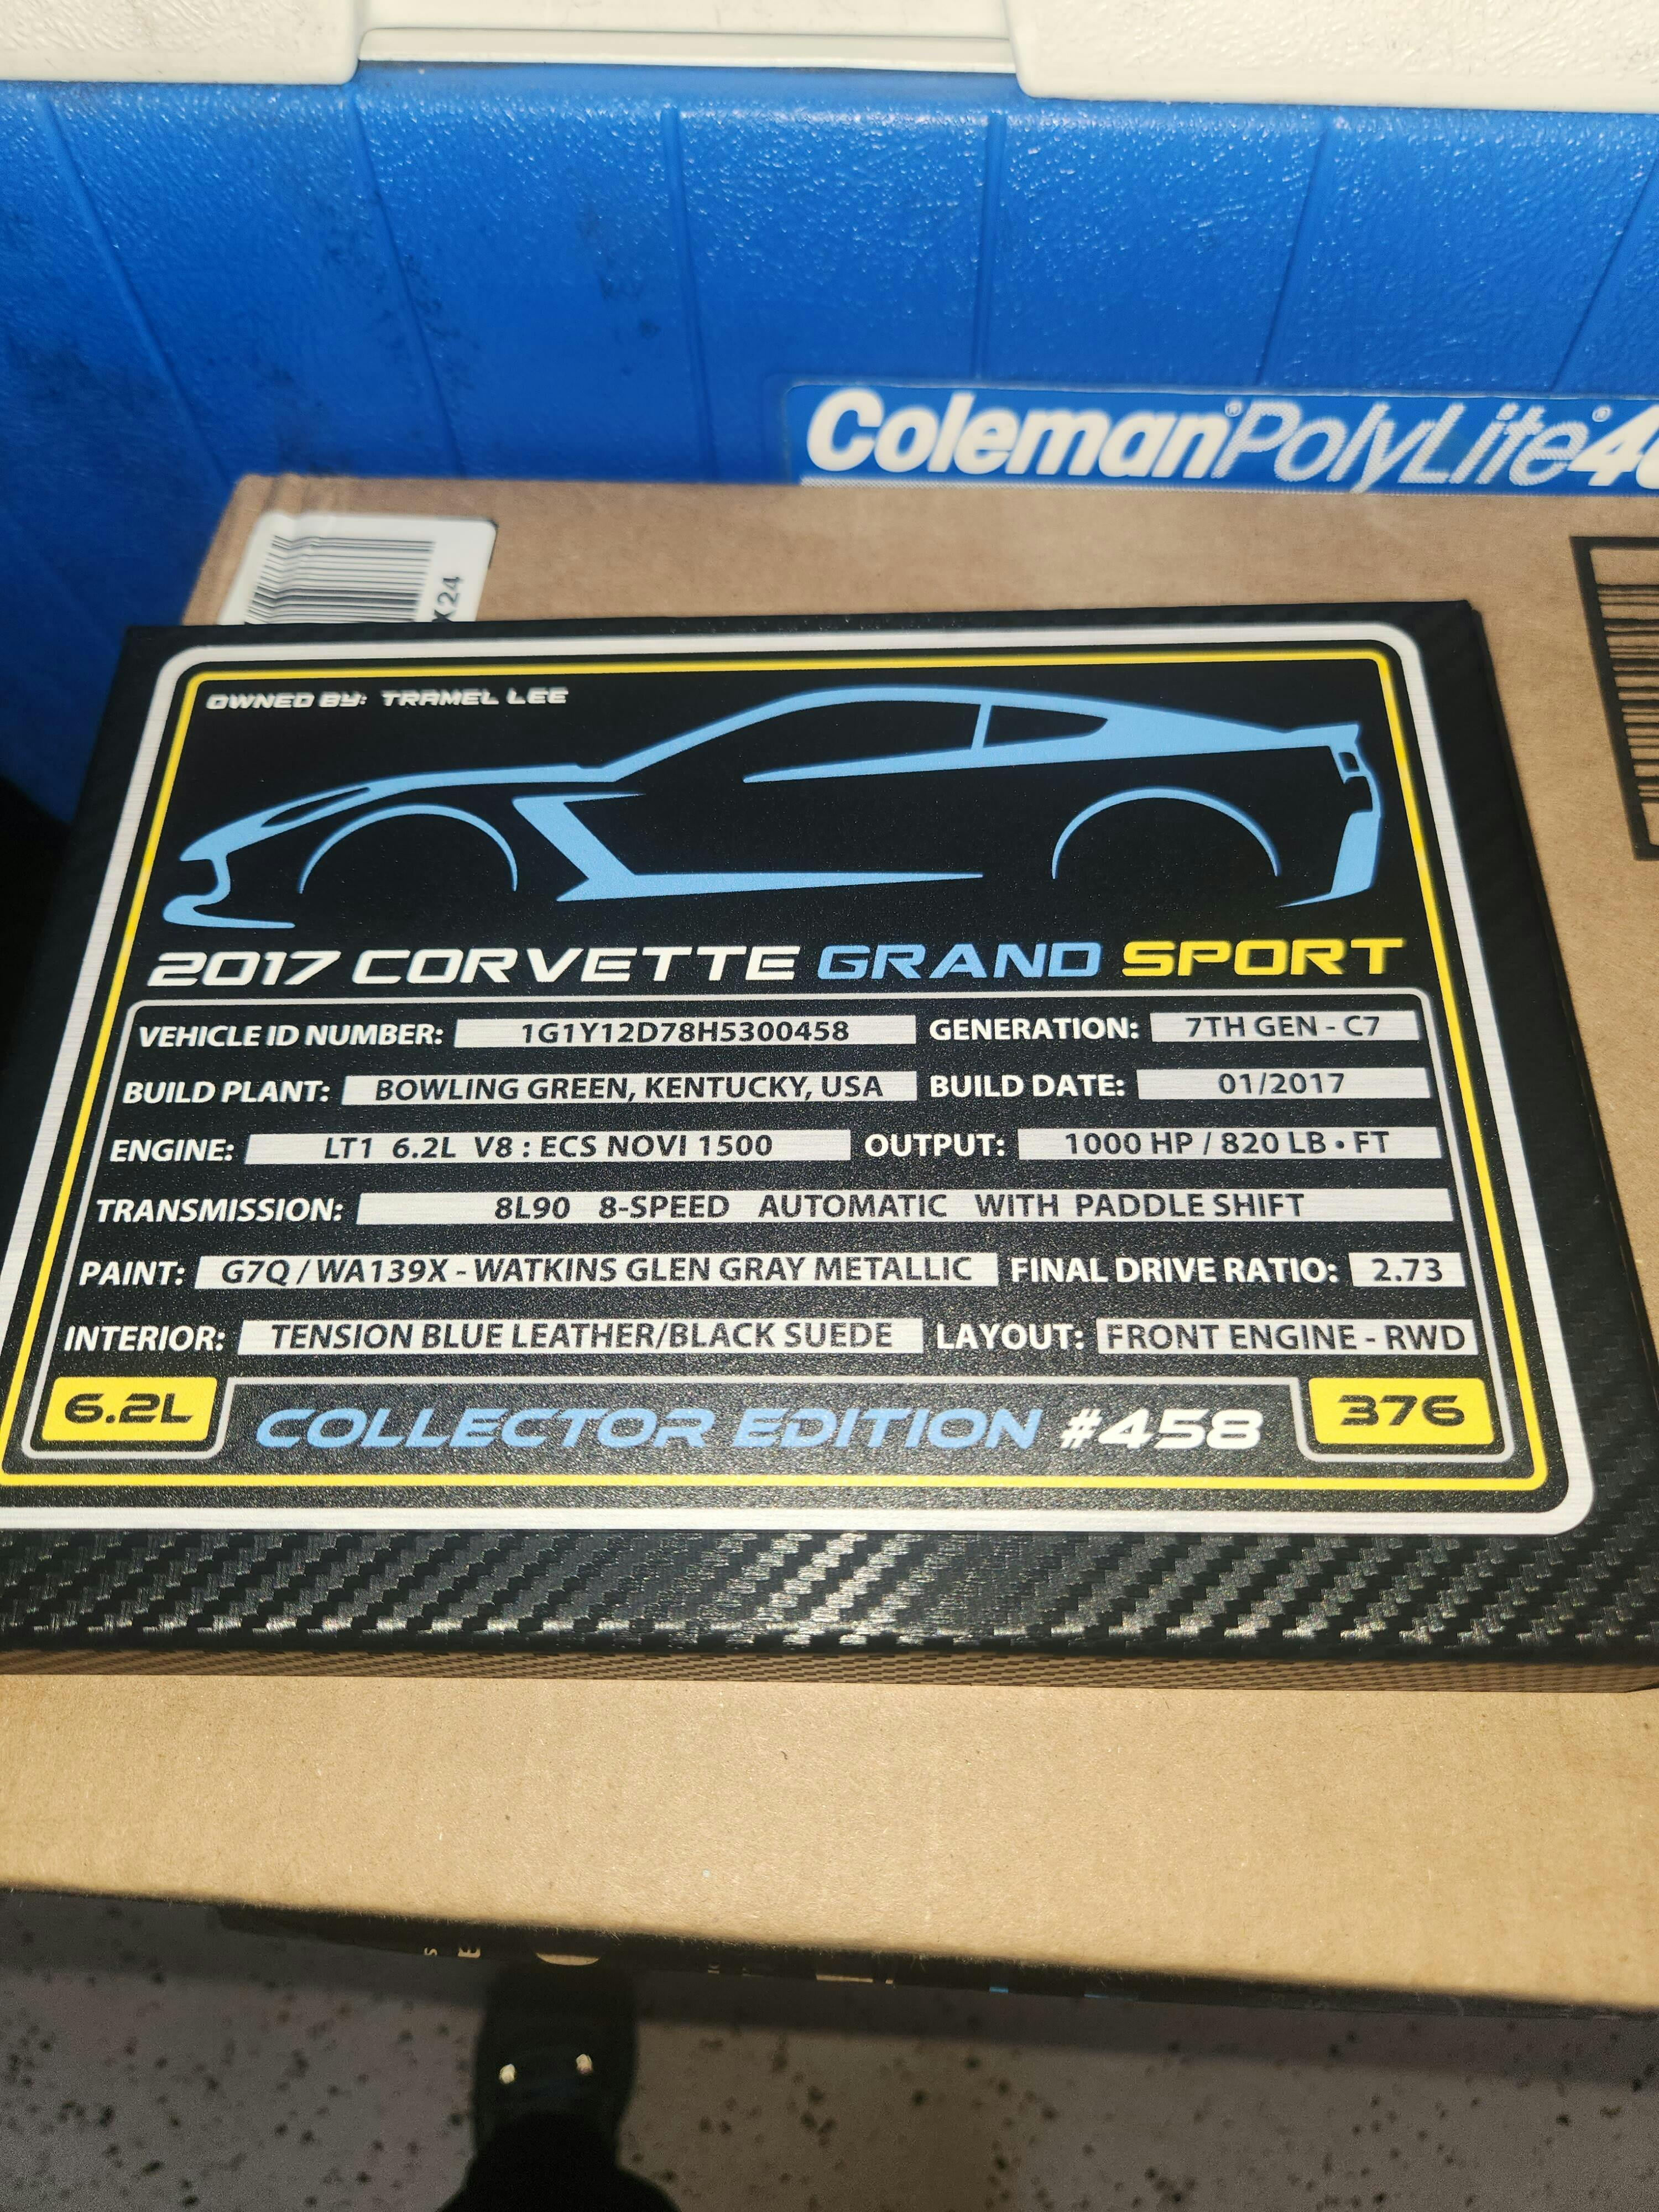 Coleman® PolyLite®
X24
OWNED BY: TRAMEL LEE
2017 CORVETTE GRAND SPORT
VEHICLE ID NUMBER: 1G1Y12D78H5300458 GENERATION: 7TH GEN - C7
BUILD PLANT: BOWLING GREEN, KENTUCKY, USA BUILD DATE: 01/2017
ENGINE: LT1 6.2L V8 : ECS NOVI 1500 OUTPUT: 1000 HP / 820 LB • FT
TRANSMISSION: 8L90 8-SPEED AUTOMATIC WITH PADDLE SHIFT
PAINT: G7Q / WA139X - WATKINS GLEN GRAY METALLIC FINAL DRIVE RATIO: 2.73
INTERIOR: TENSION BLUE LEATHER/BLACK SUEDE LAYOUT: FRONT ENGINE - RWD
6.2L COLLECTOR EDITION #458 376